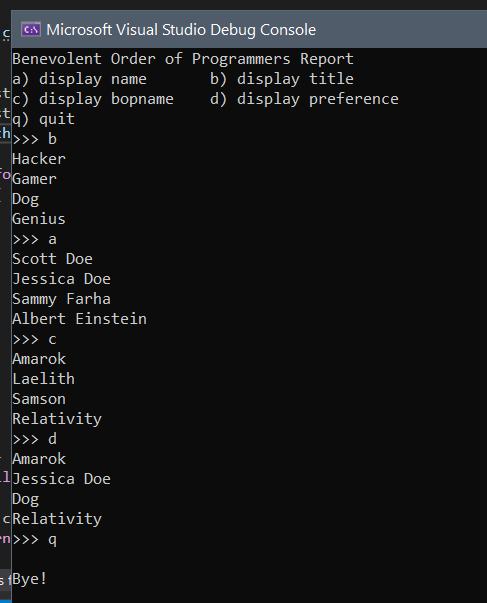 Microsoft Visual Studio Debug Console
Benevolent Order of Programmers Report
a) display name       b) display title
c) display bopname    d) display preference
q) quit
>>> b
Hacker
Gamer
Dog
Genius
>>> a
Scott Doe
Jessica Doe
Sammy Farha
Albert Einstein
>>> c
Amarok
Laelith
Samson
Relativity
>>> d
Amarok
Jessica Doe
Dog
Relativity
>>> q
Bye!